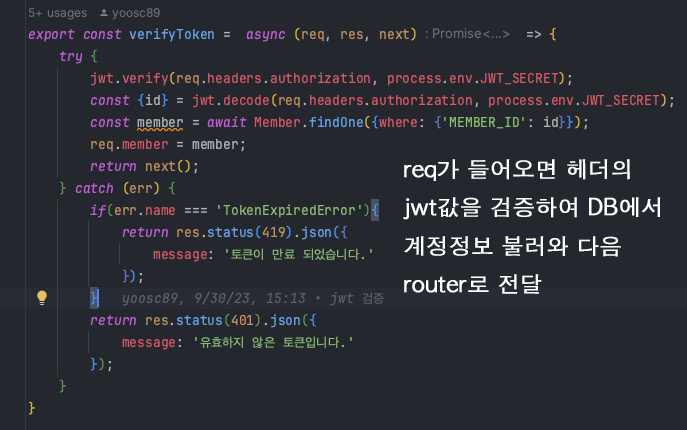 5+ usages yoosc89
export const verifyToken = async (req, res, next) : Promise<...> => {
try {
jwt.verify(req.headers.authorization, process.env.JWT_SECRET);
const {id} = jwt.decode(req.headers.authorization, process.env.JWT_SECRET);
const member = await Member.findOne({where: {'MEMBER_ID': id}});
req.member = member;
return next();
} catch (err) {
if(err.name === 'TokenExpiredError'){
return res.status(419).json({
message: '토큰이 만료 되었습니다.'
});
} yoosc89, 9/30/23, 15:13 • jwt 검증
return res.status(401).json({
message: '유효하지 않은 토큰입니다.'
});
}
}
req가 들어오면 헤더의
jwt값을 검증하여 DB에서
계정정보 불러와 다음
router로 전달